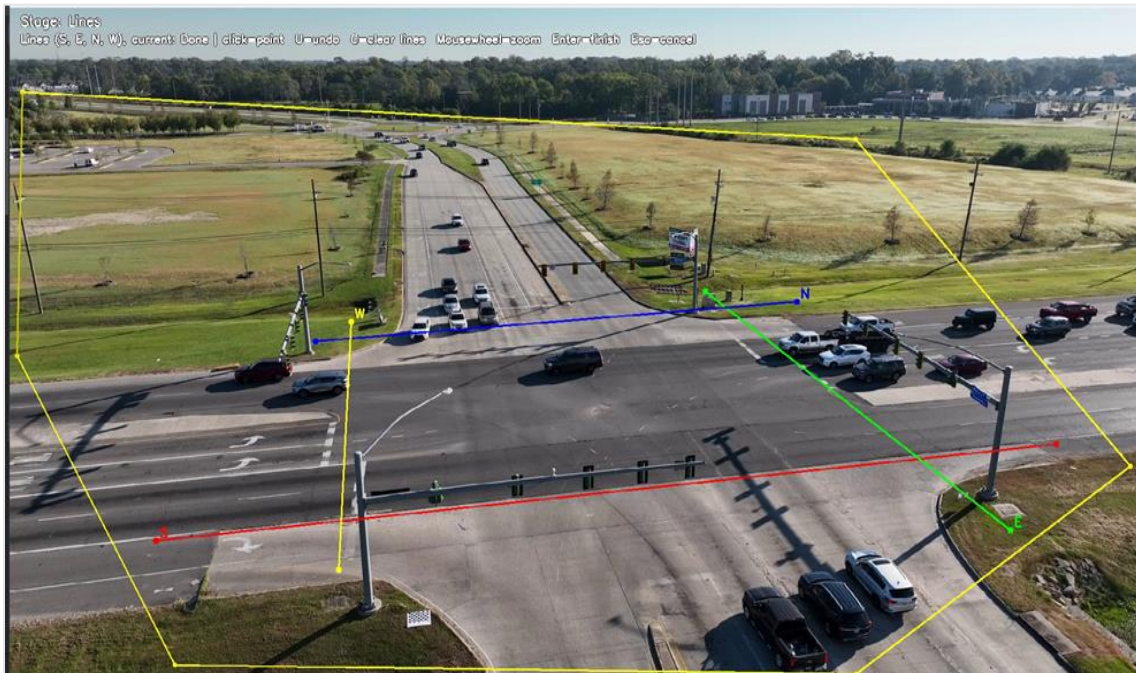 Stage: Lines
Lines (S, E, N, W), current: Done | click=point U=undo C=clear lines Mousewheel=zoom Enter=finish Esc=cancel
N
W
S
E